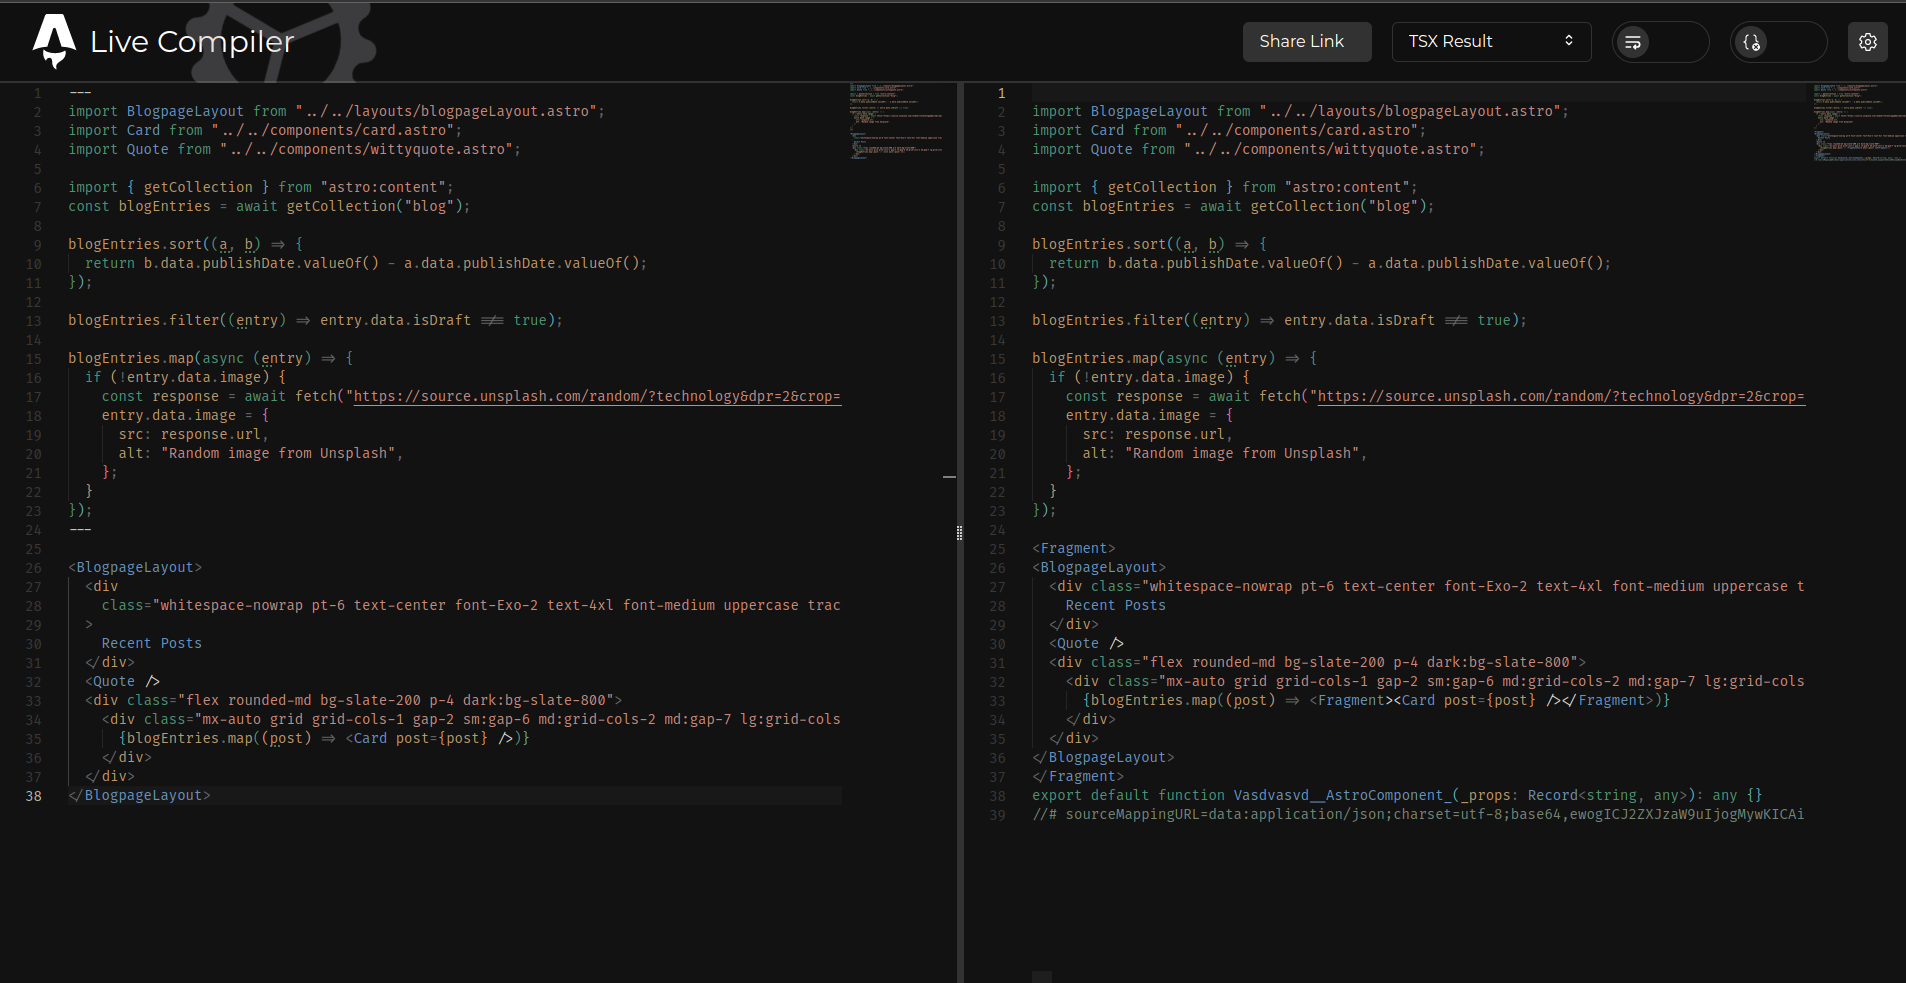 Live Compiler
Share Link
TSX Result
1 ---
2 import BlogpageLayout from "../../layouts/blogpageLayout.astro";
3 import Card from "../../components/card.astro";
4 import Quote from "../../components/wittyquote.astro";
5
6 import { getCollection } from "astro:content";
7 const blogEntries = await getCollection("blog");
8
9 blogEntries.sort((a, b) => {
10 return b.data.publishDate.valueOf() - a.data.publishDate.valueOf();
11 });
12
13 blogEntries.filter((entry) => entry.data.isDraft !== true);
14
15 blogEntries.map(async (entry) => {
16 if (!entry.data.image) {
17 const response = await fetch("https://source.unsplash.com/random/?technology&dpr=2&crop=
18 entry.data.image = {
19 src: response.url,
20 alt: "Random image from Unsplash",
21 };
22 }
23 });
24 ---
25
26 <BlogpageLayout>
27 <div
28 class="whitespace-nowrap pt-6 text-center font-Exo-2 text-4xl font-medium uppercase trac
29 >
30 Recent Posts
31 </div>
32 <Quote />
33 <div class="flex rounded-md bg-slate-200 p-4 dark:bg-slate-800">
34 <div class="mx-auto grid grid-cols-1 gap-2 sm:gap-6 md:grid-cols-2 md:gap-7 lg:grid-cols
35 {blogEntries.map((post) => <Card post={post} />)}
36 </div>
37 </div>
38 </BlogpageLayout>
1
2 import BlogpageLayout from "../../layouts/blogpageLayout.astro";
3 import Card from "../../components/card.astro";
4 import Quote from "../../components/wittyquote.astro";
5
6 import { getCollection } from "astro:content";
7 const blogEntries = await getCollection("blog");
8
9 blogEntries.sort((a, b) => {
10 return b.data.publishDate.valueOf() - a.data.publishDate.valueOf();
11 });
12
13 blogEntries.filter((entry) => entry.data.isDraft !== true);
14
15 blogEntries.map(async (entry) => {
16 if (!entry.data.image) {
17 const response = await fetch("https://source.unsplash.com/random/?technology&dpr=2&crop=
18 entry.data.image = {
19 src: response.url,
20 alt: "Random image from Unsplash",
21 };
22 }
23 });
24
25 <Fragment>
26 <BlogpageLayout>
27 <div class="whitespace-nowrap pt-6 text-center font-Exo-2 text-4xl font-medium uppercase t
28 Recent Posts
29 </div>
30 <Quote />
31 <div class="flex rounded-md bg-slate-200 p-4 dark:bg-slate-800">
32 <div class="mx-auto grid grid-cols-1 gap-2 sm:gap-6 md:grid-cols-2 md:gap-7 lg:grid-cols
33 {blogEntries.map((post) => <Fragment><Card post={post} /></Fragment>)}
34 </div>
35 </div>
36 </BlogpageLayout>
37 </Fragment>
38 export default function Vasdvasvd__AstroComponent_(_props: Record<string, any>): any {}
39 //# sourceMappingURL=data:application/json;charset=utf-8;base64,ewogICJ2ZXJzaW9uIjogMywKICAi